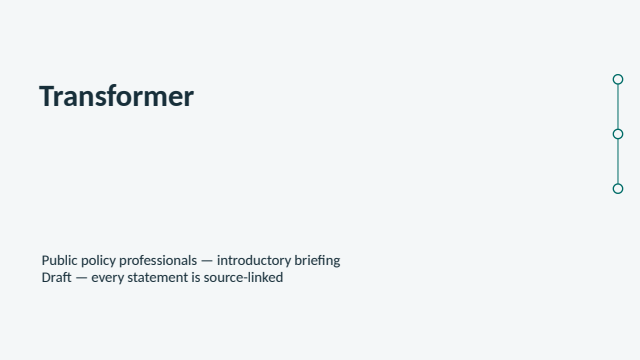 Transformer
Public policy professionals — introductory briefing
Draft — every statement is source-linked